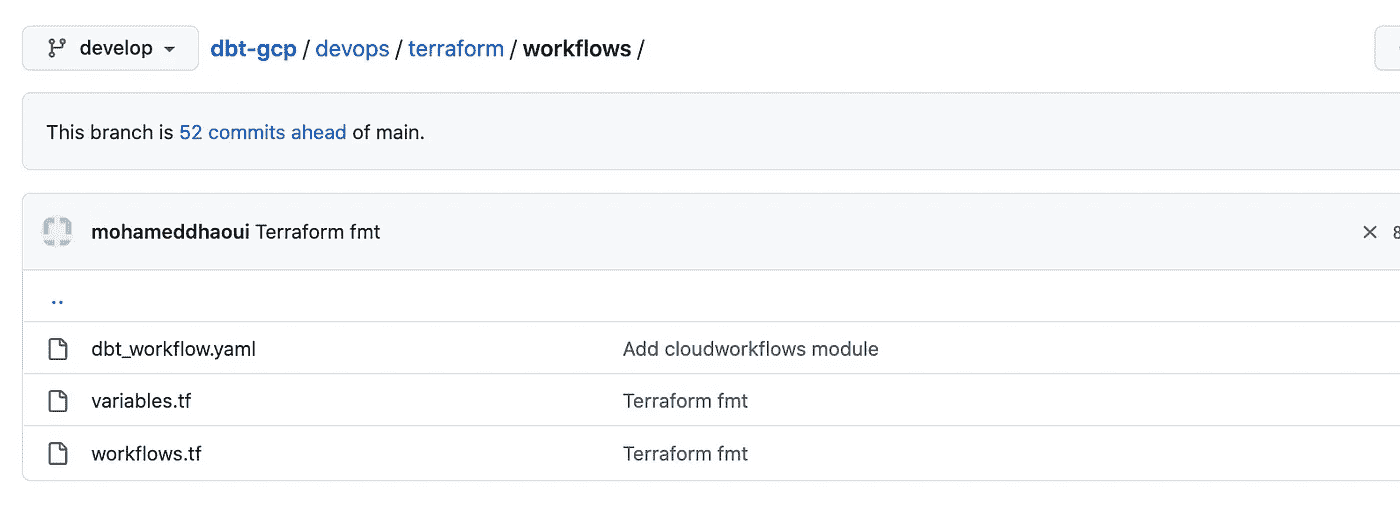 develop dbt-gcp / devops / terraform / workflows /
This branch is 52 commits ahead of main.
mohameddhaoui Terraform fmt
..
dbt_workflow.yaml Add cloudworkflows module
variables.tf Terraform fmt
workflows.tf Terraform fmt